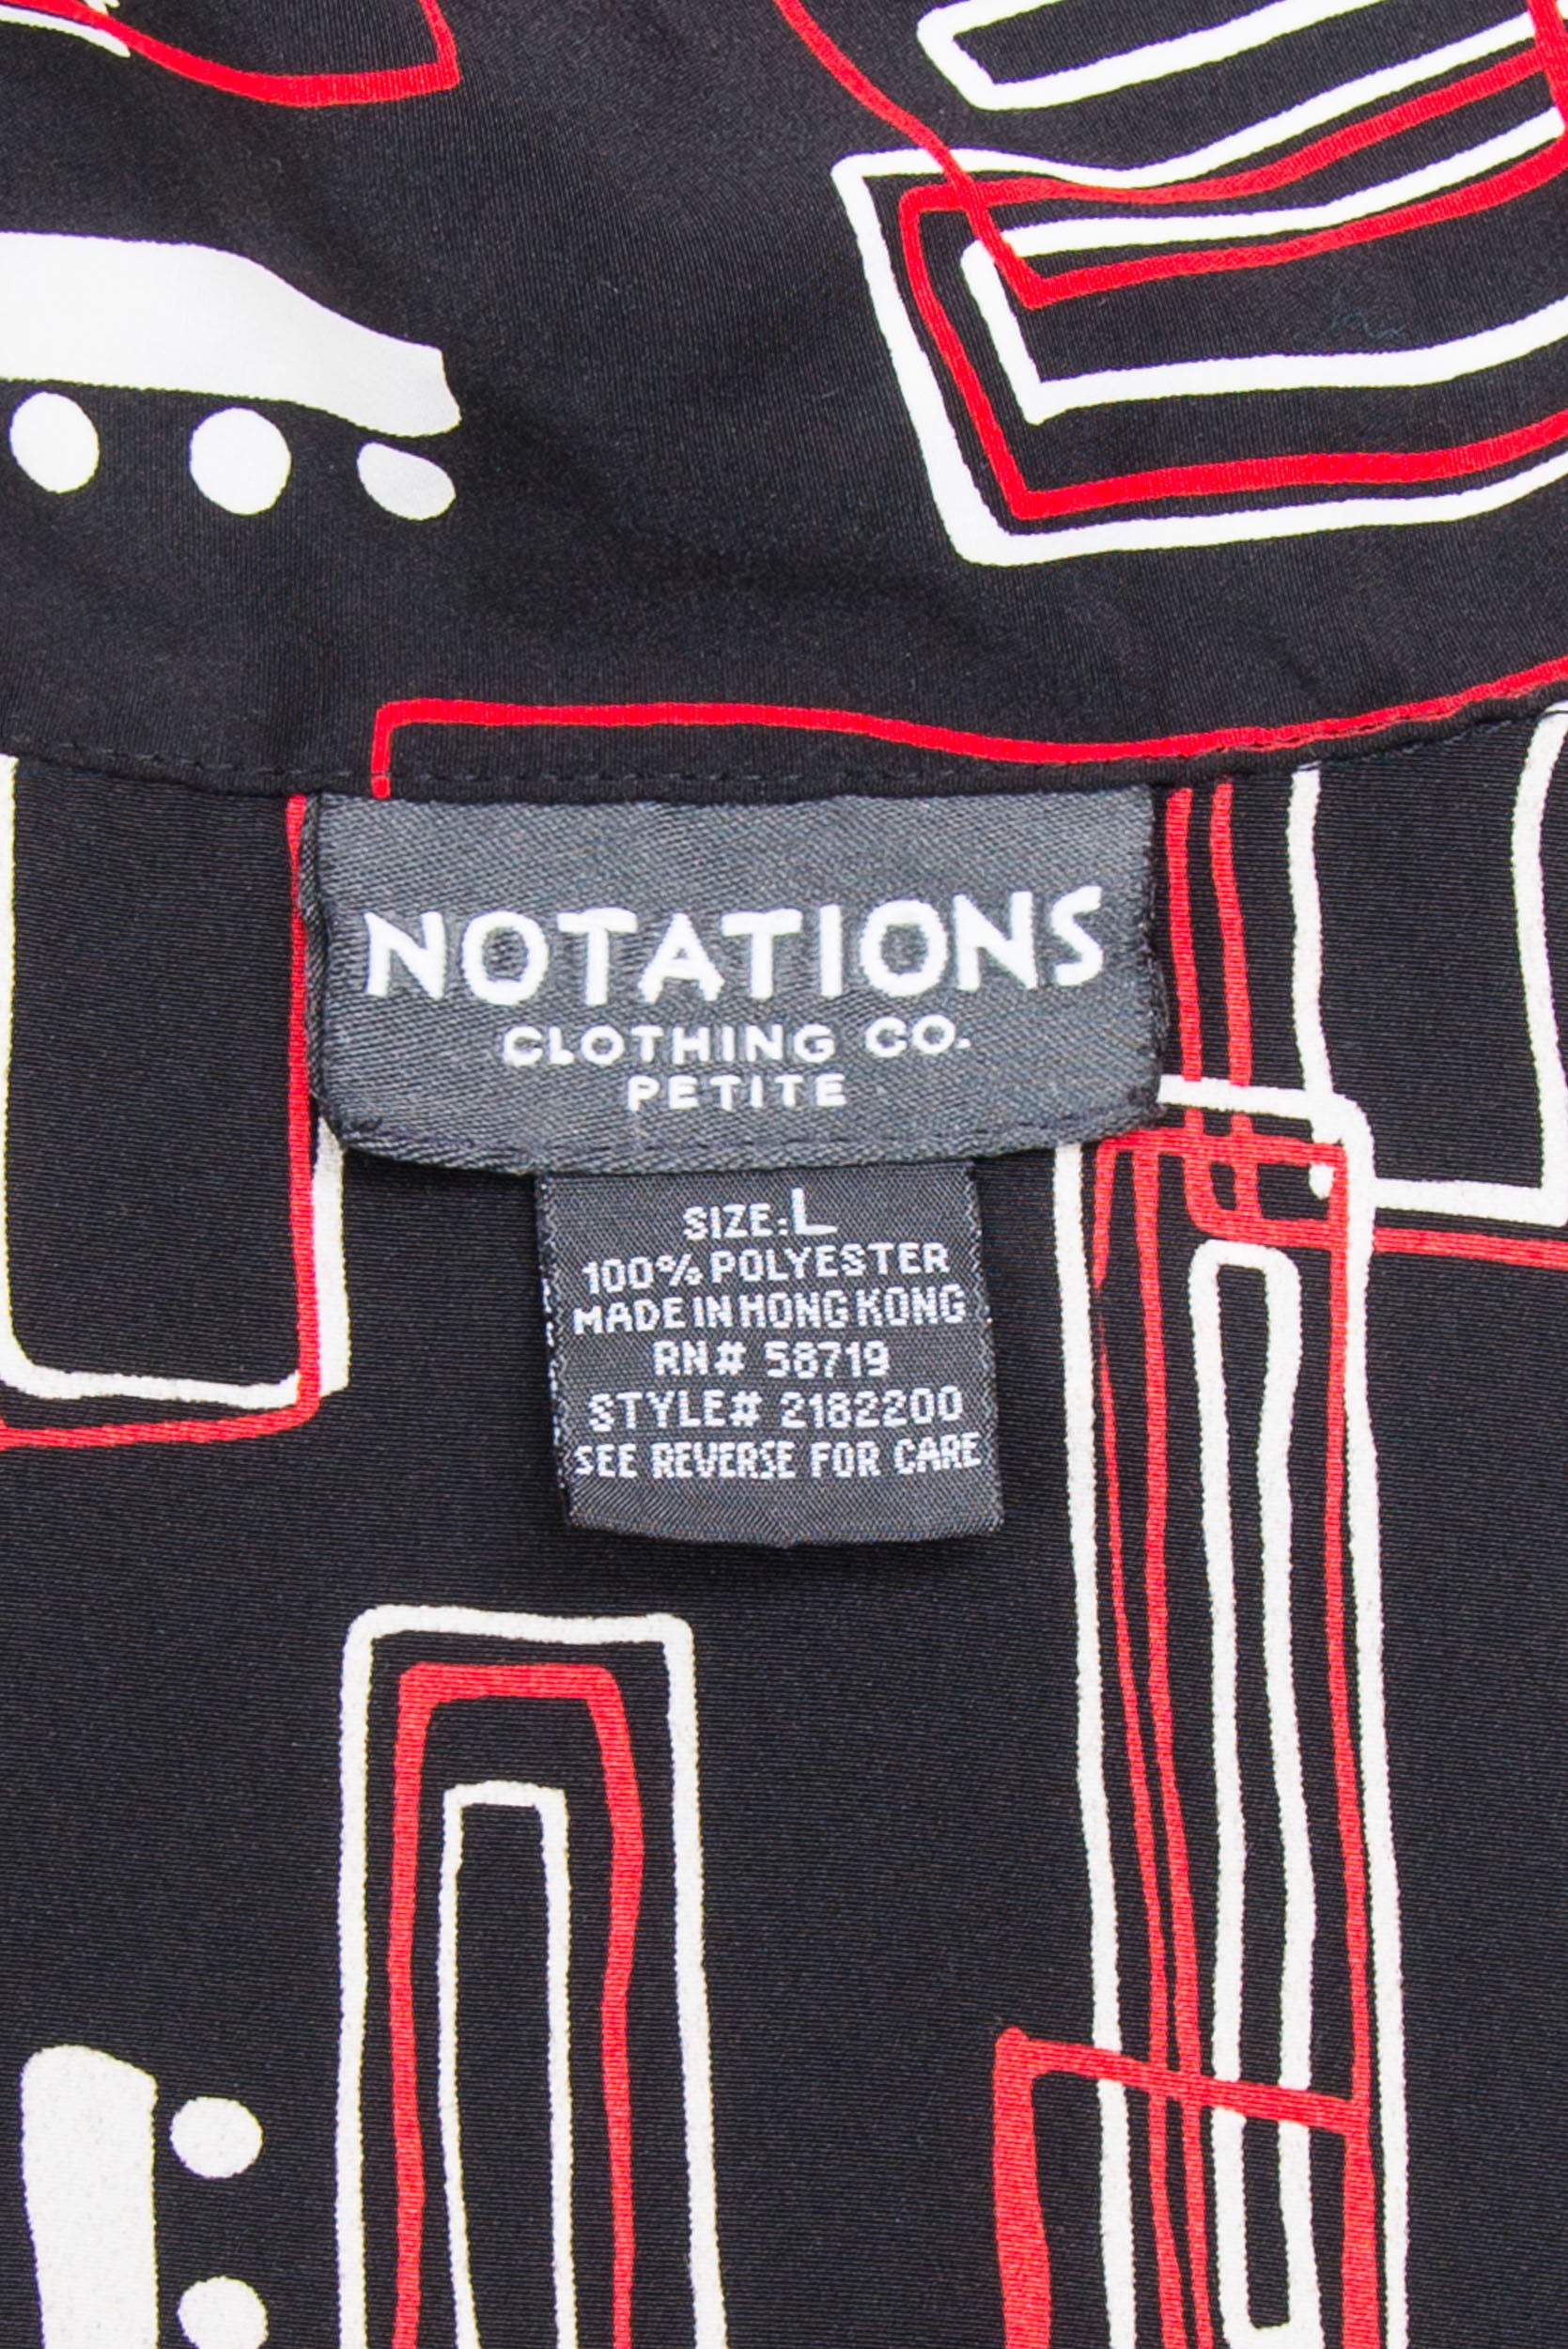 NOTATIONS
CLOTHING CO.
PETITE
SIZE: L
100% POLYESTER
MADE IN HONG KONG
RN# 58719
STYLE# 2182200
SEE REVERSE FOR CARE